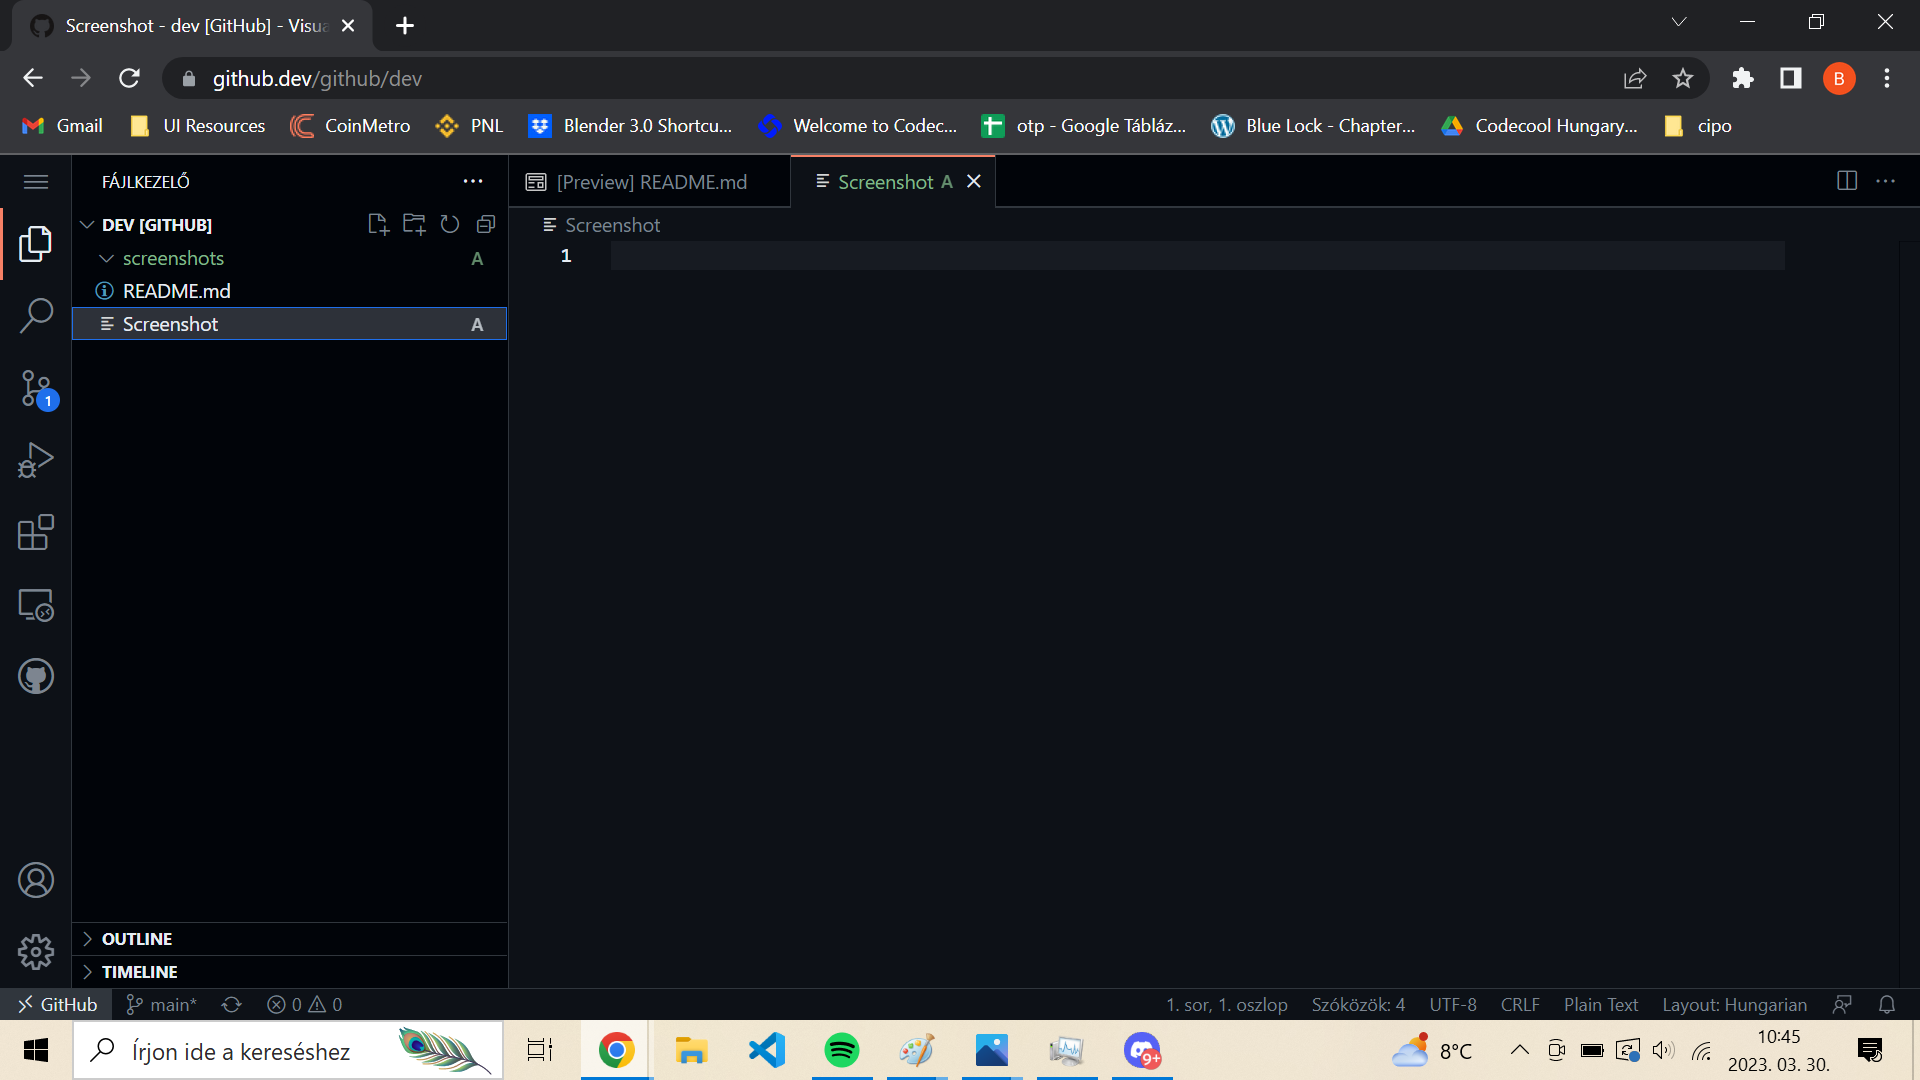 Screenshot - dev [GitHub] - Visua
github.dev/github/dev
B
Gmail
UI Resources
CoinMetro
PNL
Blender 3.0 Shortcu...
Welcome to Codec...
otp - Google Tábláz...
Blue Lock - Chapter...
Codecool Hungary...
cipo
FÁJLKEZELŐ
[Preview] README.md
Screenshot A
DEV [GITHUB]
Screenshot
screenshots A
1
README.md
Screenshot A
1
OUTLINE
TIMELINE
GitHub
main*
0
0
1. sor, 1. oszlop
Szóközök: 4
UTF-8
CRLF
Plain Text
Layout: Hungarian
Írjon ide a kereséshez
9+
8°C
10:45
2023. 03. 30.